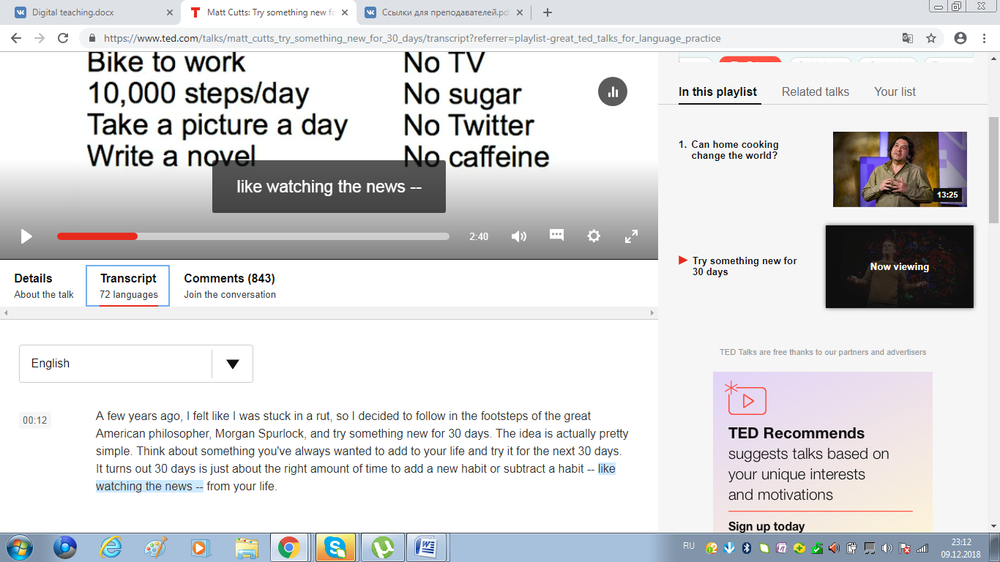 Digital teaching.docx
Matt Cutts: Try something new fo
Ссылки для преподавателей.pd
https://www.ted.com/talks/matt_cutts_try_something_new_for_30_days/transcript?referrer=playlist-great_ted_talks_for_language_practice
Bike to work
10,000 steps/day
Take a picture a day
Write a novel
No TV
No sugar
No Twitter
No caffeine
like watching the news --
2:40
Details
About the talk
Transcript
72 languages
Comments (843)
Join the conversation
English
00:12
A few years ago, I felt like I was stuck in a rut, so I decided to follow in the footsteps of the great
American philosopher, Morgan Spurlock, and try something new for 30 days. The idea is actually pretty
simple. Think about something you've always wanted to add to your life and try it for the next 30 days.
It turns out 30 days is just about the right amount of time to add a new habit or subtract a habit -- like
watching the news -- from your life.
In this playlist
Related talks
Your list
1. Can home cooking
change the world?
13:25
Try something new for
30 days
Now viewing
TED Talks are free thanks to our partners and advertisers
TED Recommends
suggests talks based on
your unique interests
and motivations
Sign up today
RU
23:12
09.12.2018